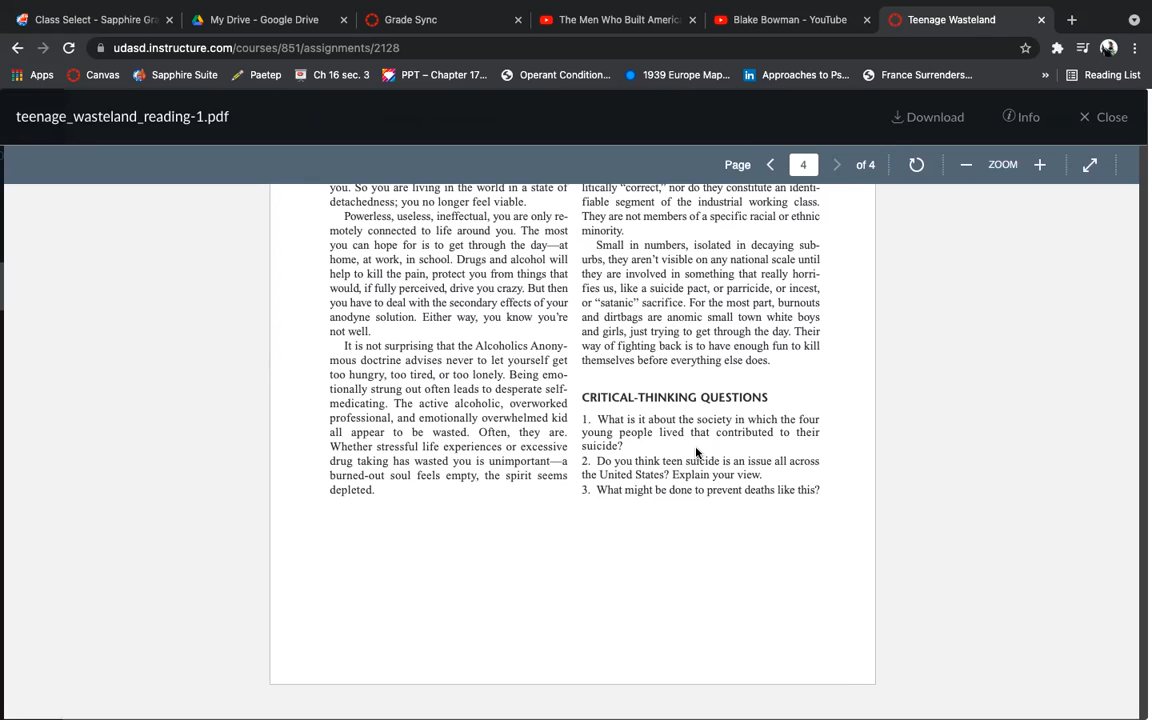 Class Select - Sapphire Gra
My Drive - Google Drive
Grade Sync
The Men Who Built Americ
Blake Bowman - YouTube
Teenage Wasteland
udasd.instructure.com/courses/851/assignments/2128
Apps
Canvas
Sapphire Suite
Paetep
Ch 16 sec. 3
PPT – Chapter 17...
Operant Condition...
1939 Europe Map...
Approaches to Ps...
France Surrenders...
»
Reading List
teenage_wasteland_reading-1.pdf
Download
Info
Close
Page
4
of 4
ZOOM
you. So you are living in the world in a state of
detachedness; you no longer feel viable.
Powerless, useless, ineffectual, you are only re-
motely connected to life around you. The most
you can hope for is to get through the day—at
home, at work, in school. Drugs and alcohol will
help to kill the pain, protect you from things that
would, if fully perceived, drive you crazy. But then
you have to deal with the secondary effects of your
anodyne solution. Either way, you know you’re
not well.
It is not surprising that the Alcoholics Anony-
mous doctrine advises never to let yourself get
too hungry, too tired, or too lonely. Being emo-
tionally strung out often leads to desperate self-
medicating. The active alcoholic, overworked
professional, and emotionally overwhelmed kid
all appear to be wasted. Often, they are.
Whether stressful life experiences or excessive
drug taking has wasted you is unimportant—a
burned-out soul feels empty, the spirit seems
depleted.
litically “correct,” nor do they constitute an identi-
fiable segment of the industrial working class.
They are not members of a specific racial or ethnic
minority.
Small in numbers, isolated in decaying sub-
urbs, they aren’t visible on any national scale until
they are involved in something that really horri-
fies us, like a suicide pact, or parricide, or incest,
or “satanic” sacrifice. For the most part, burnouts
and dirtbags are anomic small town white boys
and girls, just trying to get through the day. Their
way of fighting back is to have enough fun to kill
themselves before everything else does.
CRITICAL-THINKING QUESTIONS
1. What is it about the society in which the four
young people lived that contributed to their
suicide?
2. Do you think teen suicide is an issue all across
the United States? Explain your view.
3. What might be done to prevent deaths like this?